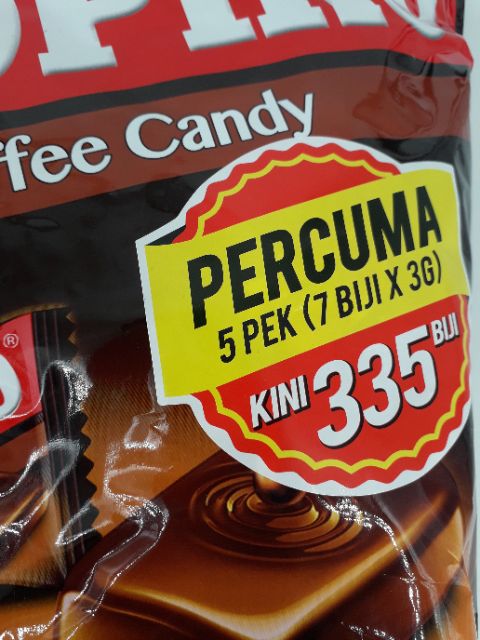 ffee Candy
PERCUMA
5 PEK (7 BIJI X 3G)
KINI 335 BIJI
®